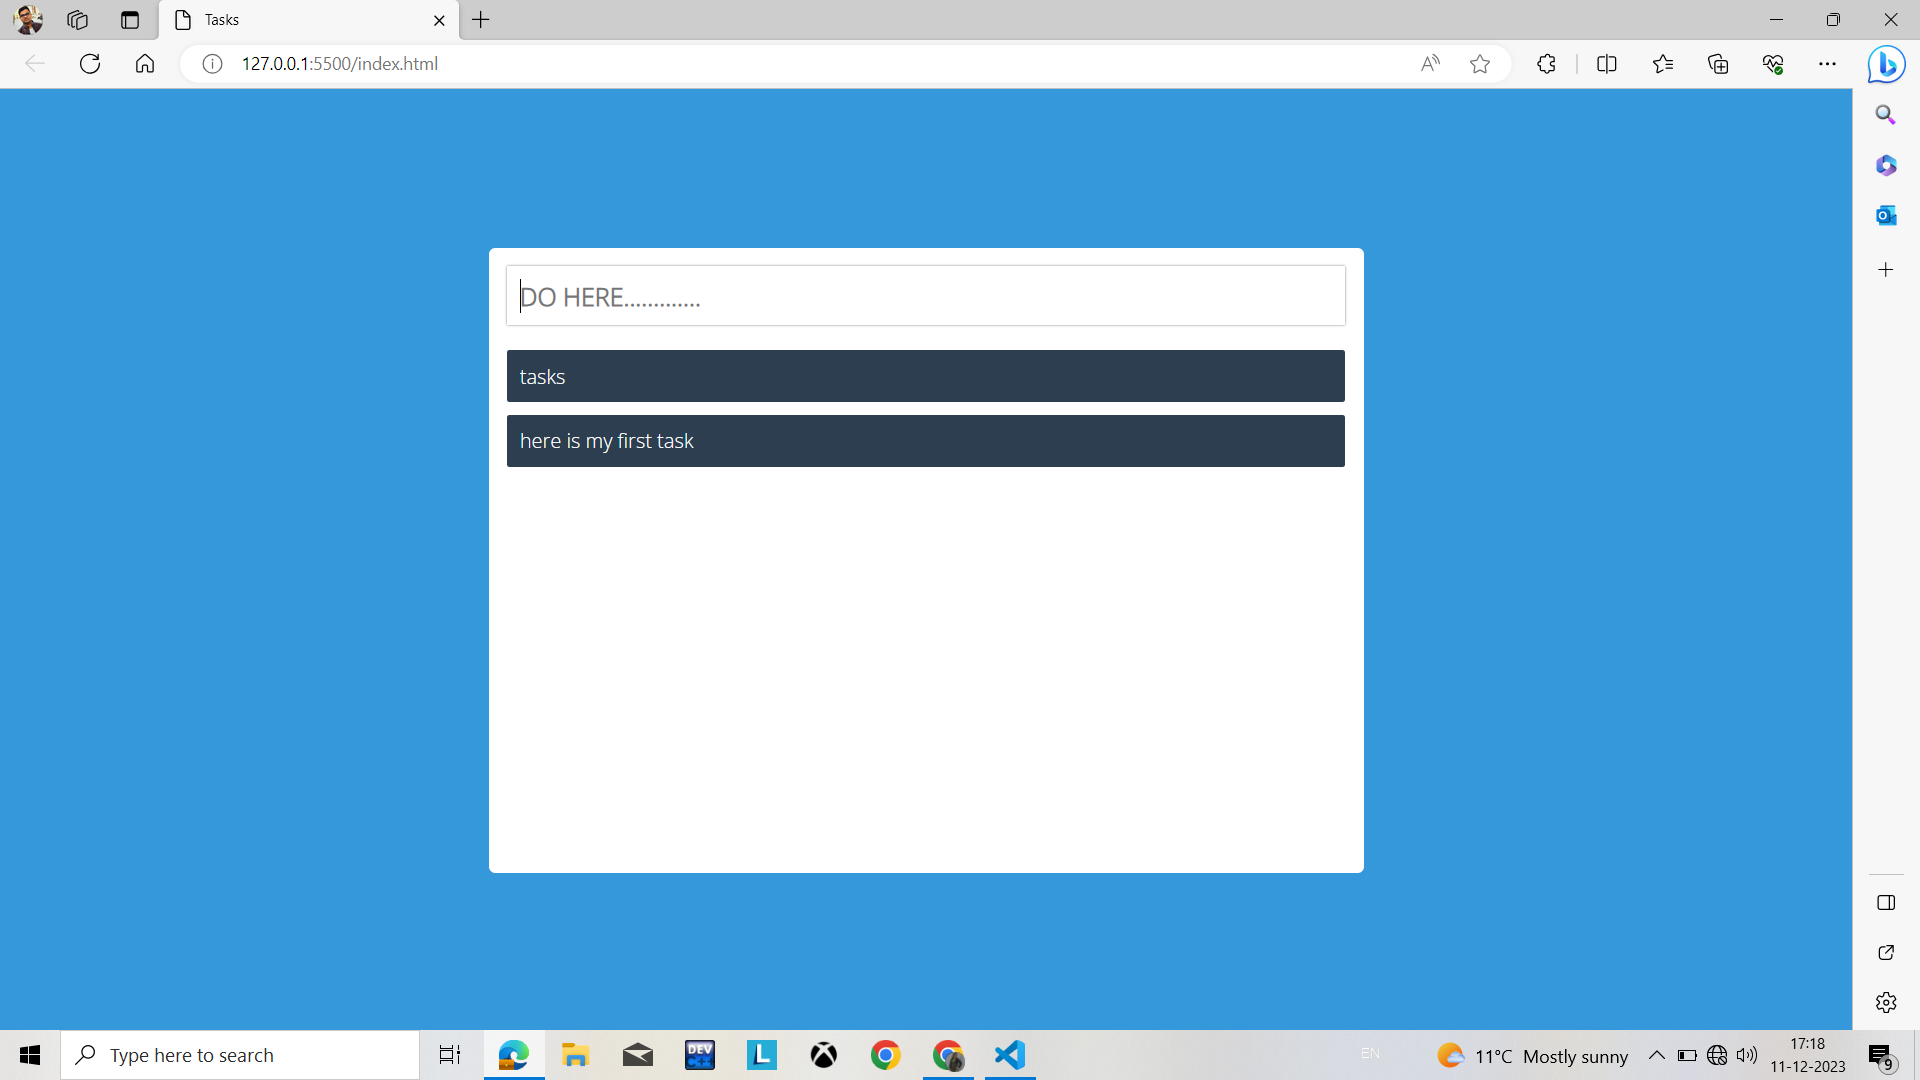 Tasks
127.0.0.1:5500/index.html
DO HERE.............
tasks
here is my first task
Type here to search
DEV
C++
L
EN
11°C Mostly sunny
17:18
11-12-2023
9